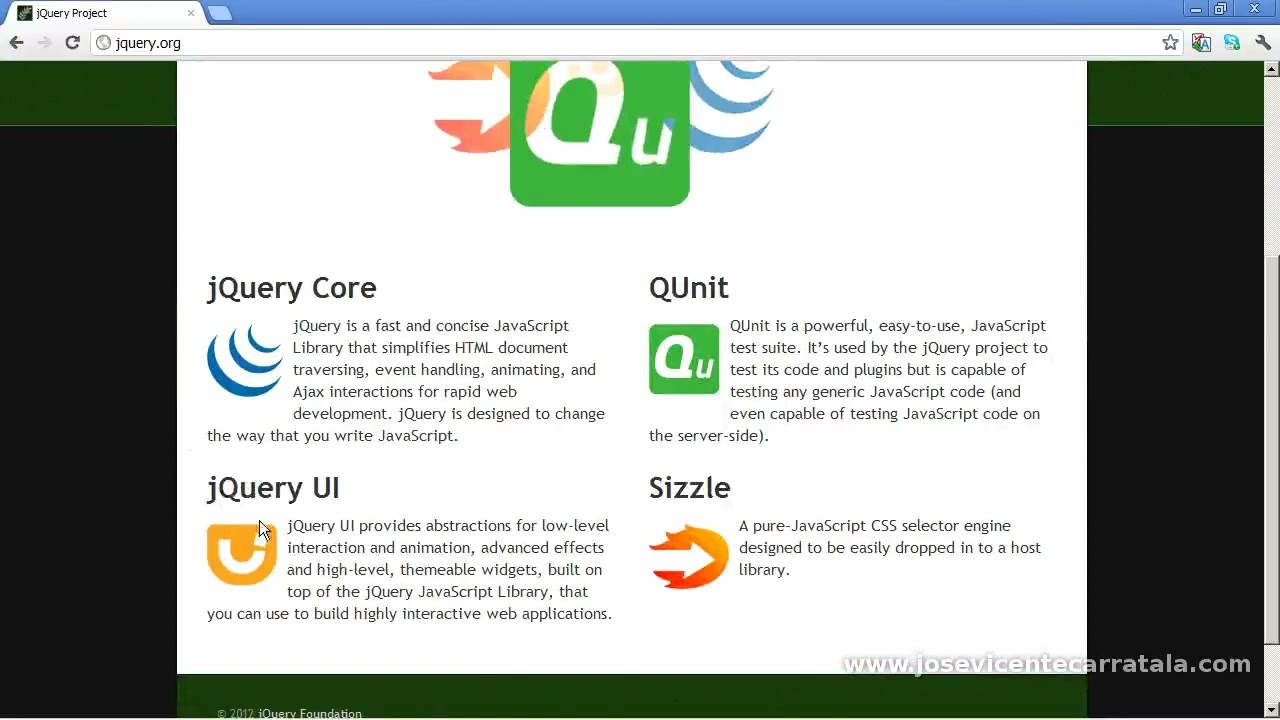 jQuery Project
jquery.org
Qu
jQuery Core
jQuery is a fast and concise JavaScript
Library that simplifies HTML document
traversing, event handling, animating, and
Ajax interactions for rapid web
development. jQuery is designed to change
the way that you write JavaScript.
QUnit
Qu
QUnit is a powerful, easy-to-use, JavaScript
test suite. It’s used by the jQuery project to
test its code and plugins but is capable of
testing any generic JavaScript code (and
even capable of testing JavaScript code on
the server-side).
jQuery UI
jQuery UI provides abstractions for low-level
interaction and animation, advanced effects
and high-level, themeable widgets, built on
top of the jQuery JavaScript Library, that
you can use to build highly interactive web applications.
Sizzle
A pure-JavaScript CSS selector engine
designed to be easily dropped in to a host
library.
www.josevicentecarratala.com
© 2012 jQuery Foundation